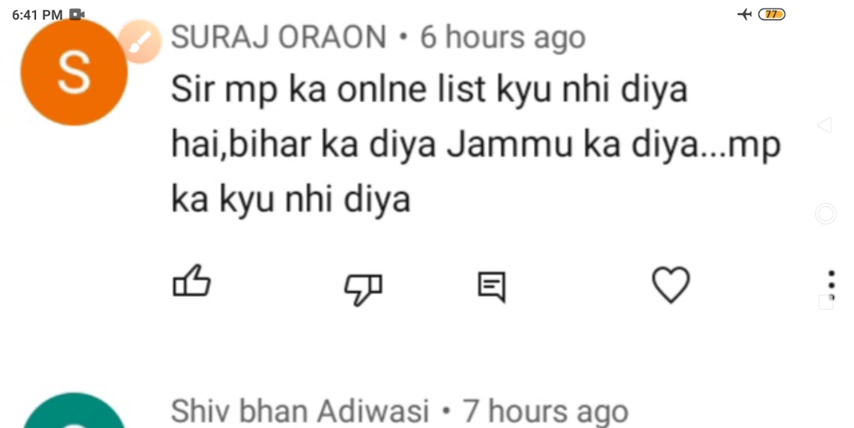 6:41 PM
77
S
SURAJ ORAON • 6 hours ago
Sir mp ka onlne list kyu nhi diya
hai,bihar ka diya Jammu ka diya...mp
ka kyu nhi diya
Shiv bhan Adiwasi • 7 hours ago